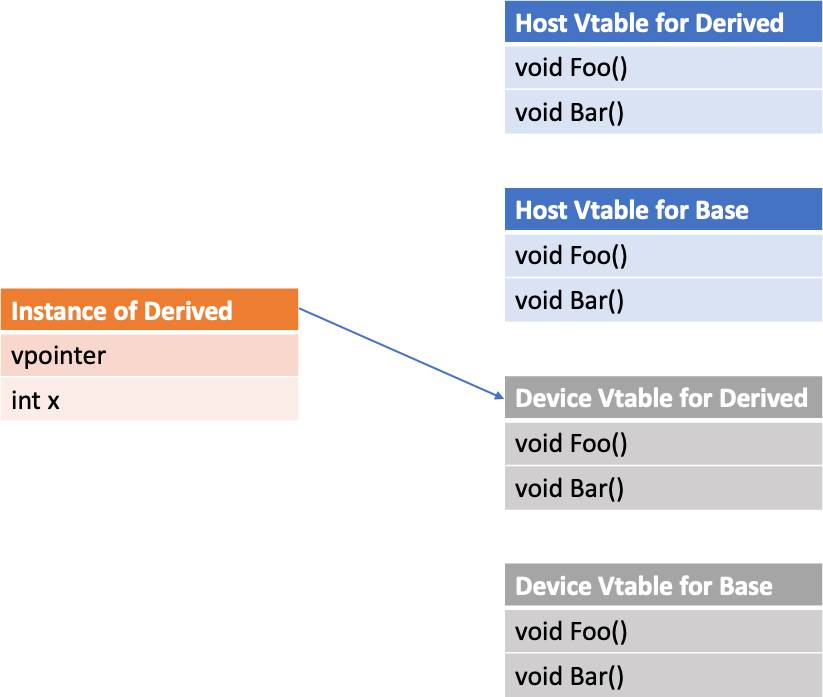 Host Vtable for Derived
void Foo()
void Bar()
Host Vtable for Base
void Foo()
void Bar()
Instance of Derived
vpointer
int x
Device Vtable for Derived
void Foo()
void Bar()
Device Vtable for Base
void Foo()
void Bar()